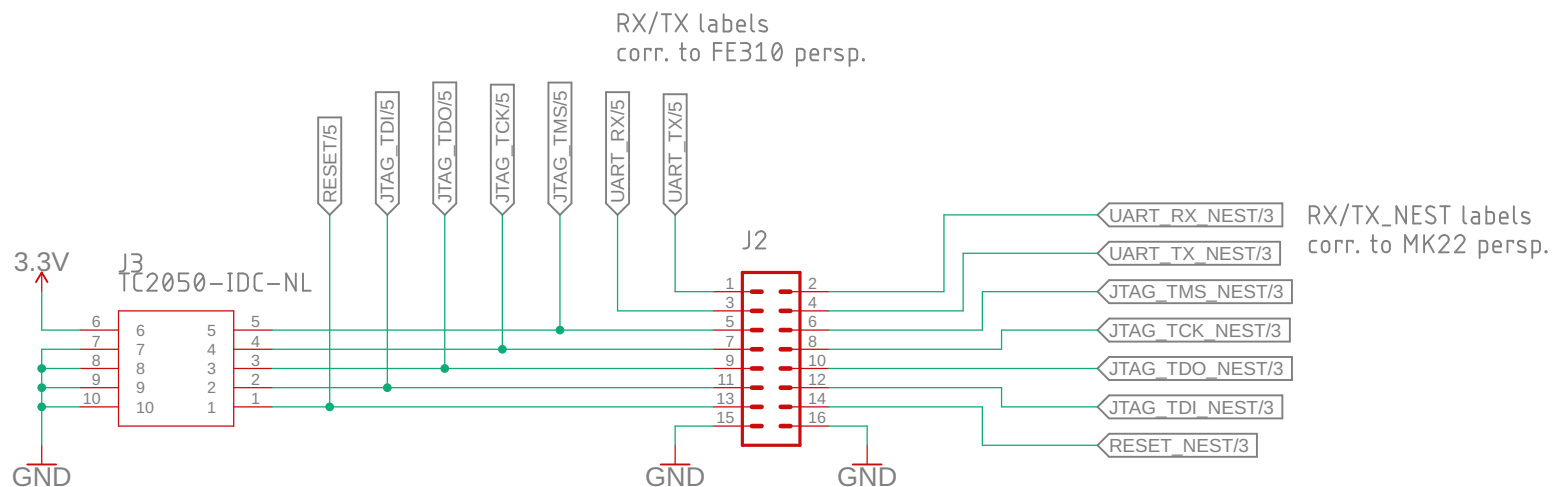 RX/TX labels
corr. to FE310 persp.
RESET/5
JTAG_TDI/5
JTAG_TDO/5
JTAG_TCK/5
JTAG_TMS/5
UART_RX/5
UART_TX/5
UART_RX_NEST/3
UART_TX_NEST/3
JTAG_TMS_NEST/3
JTAG_TCK_NEST/3
JTAG_TDO_NEST/3
JTAG_TDI_NEST/3
RESET_NEST/3
RX/TX_NEST labels
corr. to MK22 persp.
3.3V
J3
TC2050-IDC-NL
6 6 5 5
7 7 4 4
8 8 3 3
9 9 2 2
10 10 1 1
GND
J2
1 2
3 4
5 6
7 8
9 10
11 12
13 14
15 16
GND
GND